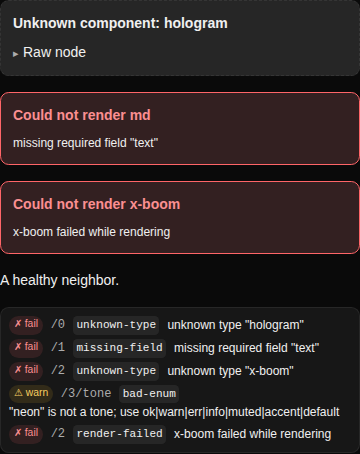 Unknown component: hologram
▸ Raw node
Could not render md
missing required field "text"
Could not render x-boom
x-boom failed while rendering
A healthy neighbor.
✗ fail /0 unknown-type unknown type "hologram"
✗ fail /1 missing-field missing required field "text"
✗ fail /2 unknown-type unknown type "x-boom"
⚠ warn /3/tone bad-enum
"neon" is not a tone; use ok|warn|err|info|muted|accent|default
✗ fail /2 render-failed x-boom failed while rendering